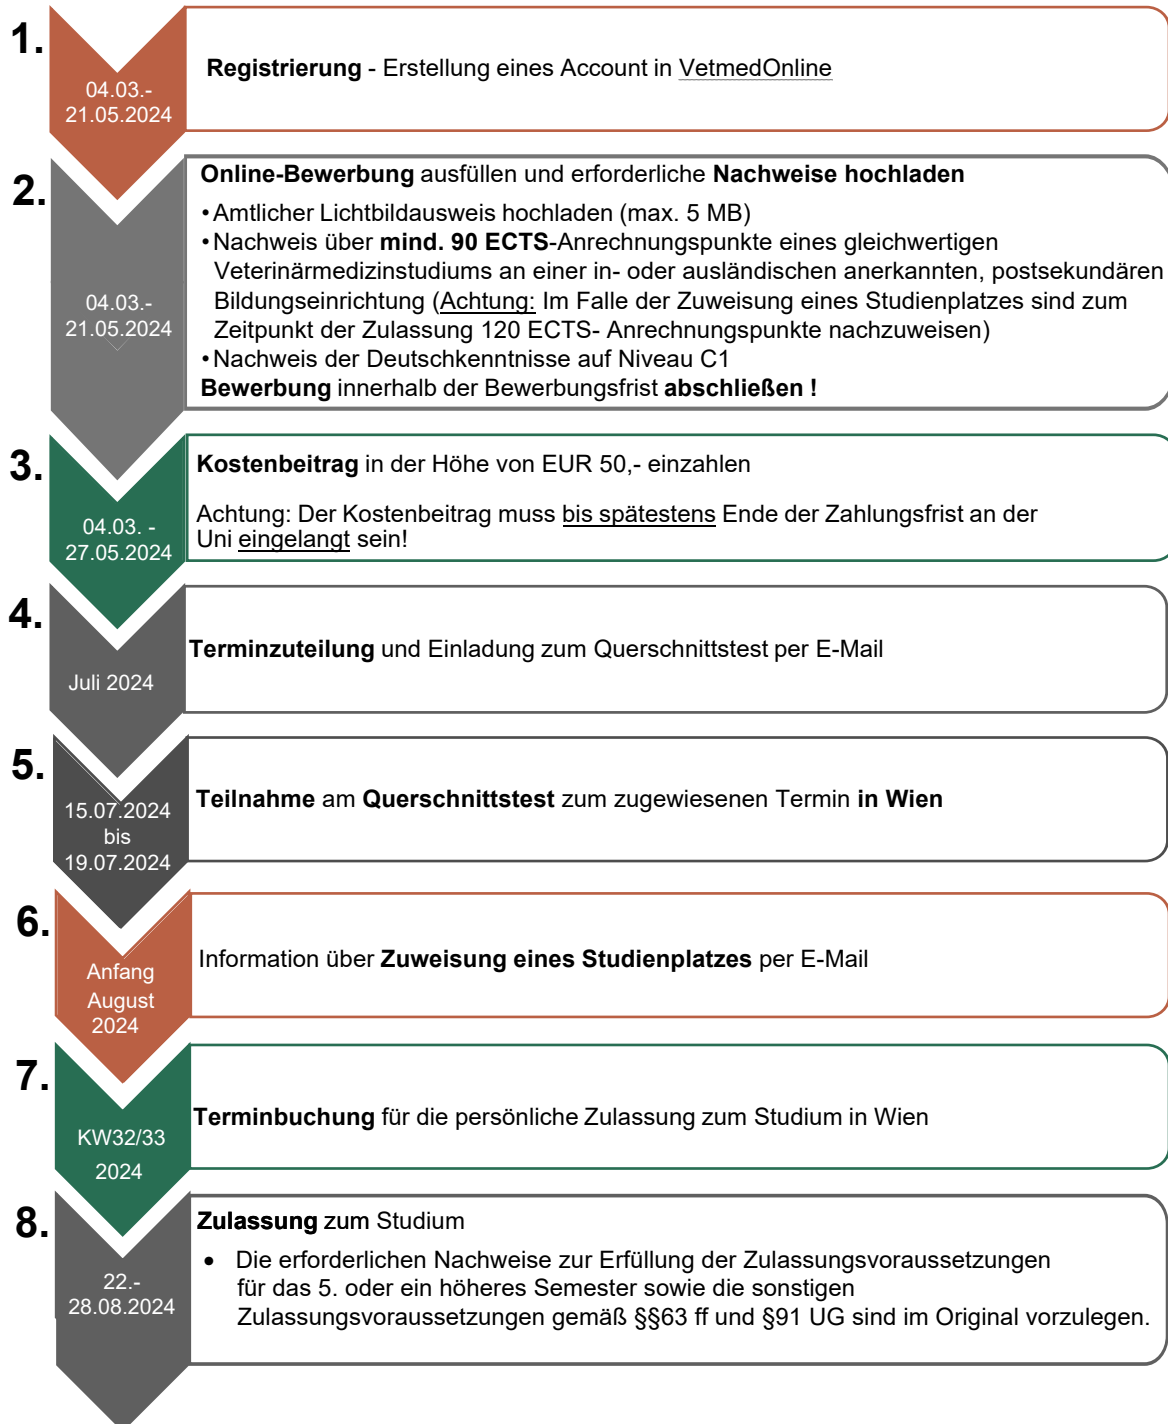 1.
04.03.-
21.05.2024
Registrierung - Erstellung eines Account in VetmedOnline
2.
04.03.-
21.05.2024
Online-Bewerbung ausfüllen und erforderliche Nachweise hochladen
• Amtlicher Lichtbildausweis hochladen (max. 5 MB)
• Nachweis über mind. 90 ECTS-Anrechnungspunkte eines gleichwertigen
Veterinärmedizinstudiums an einer in- oder ausländischen anerkannten, postsekundären
Bildungseinrichtung (Achtung: Im Falle der Zuweisung eines Studienplatzes sind zum
Zeitpunkt der Zulassung 120 ECTS- Anrechnungspunkte nachzuweisen)
• Nachweis der Deutschkenntnisse auf Niveau C1
Bewerbung innerhalb der Bewerbungsfrist abschließen !
3.
04.03. -
27.05.2024
Kostenbeitrag in der Höhe von EUR 50,- einzahlen
Achtung: Der Kostenbeitrag muss bis spätestens Ende der Zahlungsfrist an der
Uni eingelangt sein!
4.
Juli 2024
Terminzuteilung und Einladung zum Querschnittstest per E-Mail
5.
15.07.2024
bis
19.07.2024
Teilnahme am Querschnittstest zum zugewiesenen Termin in Wien
6.
Anfang
August
2024
Information über Zuweisung eines Studienplatzes per E-Mail
7.
KW32/33
2024
Terminbuchung für die persönliche Zulassung zum Studium in Wien
8.
22.-
28.08.2024
Zulassung zum Studium
• Die erforderlichen Nachweise zur Erfüllung der Zulassungsvoraussetzungen
für das 5. oder ein höheres Semester sowie die sonstigen
Zulassungsvoraussetzungen gemäß §§63 ff und §91 UG sind im Original vorzulegen.